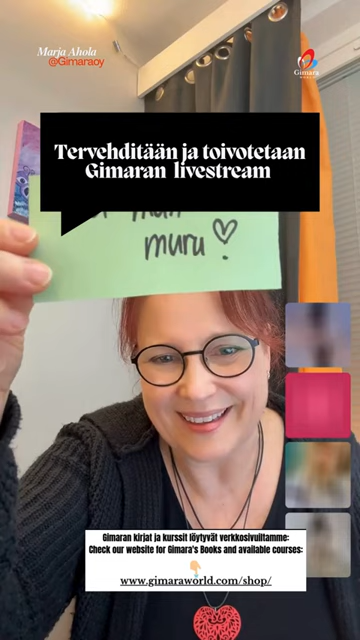 Marja Ahola
@Gimaraoy
Gimara
Tervehditään ja toivotetaan
Gimaran livestream
muru ♡!
Gimaran kirjat ja kurssit löytyvät verkkosivuiltamme:
Check our website for Gimara's Books and available courses:
👇🏻
www.gimaraworld.com/shop/